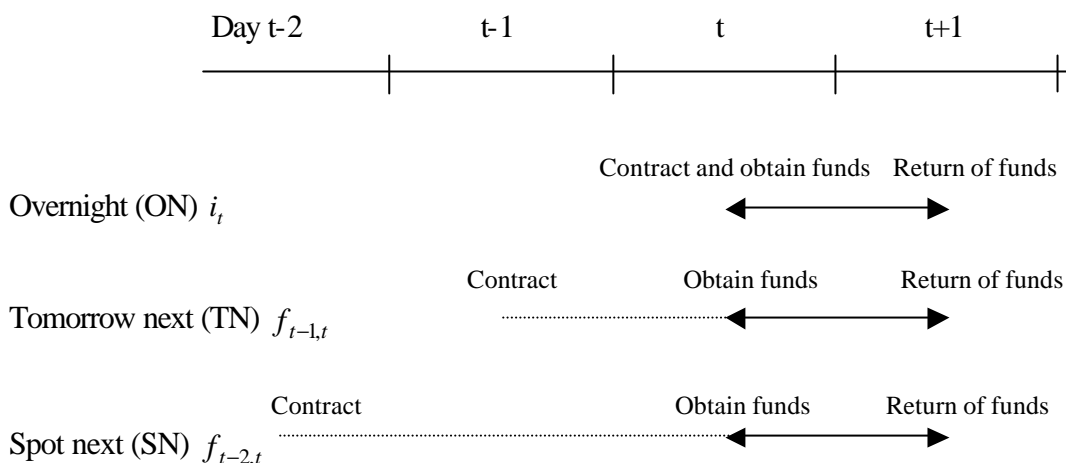 Day t-2 t-1 t t+1
Contract and obtain funds Return of funds
Overnight (ON) i_t
Contract Obtain funds Return of funds
Tomorrow next (TN) f_{t−1,t}
Contract Obtain funds Return of funds
Spot next (SN) f_{t−2,t}